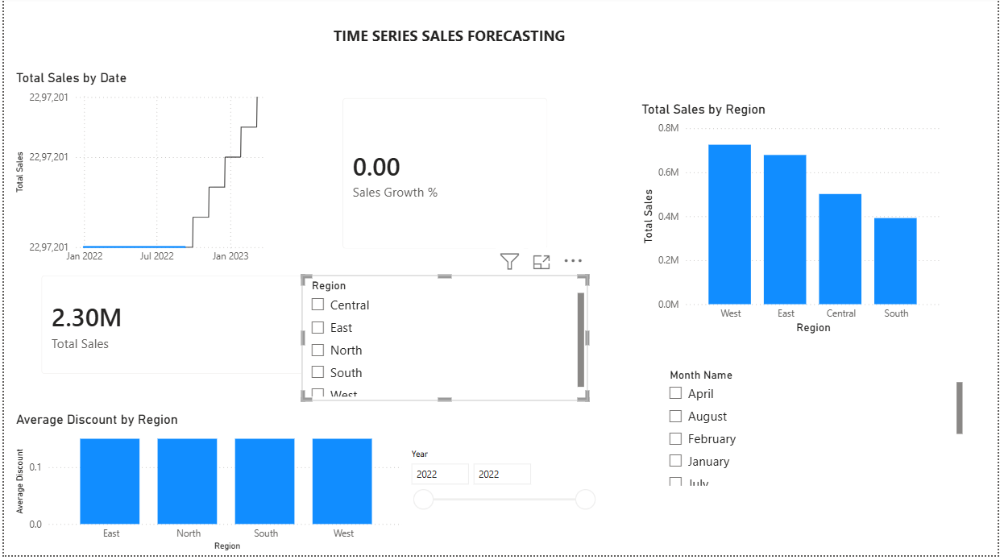 TIME SERIES SALES FORECASTING
Total Sales by Date
22,97,201
22,97,201
22,97,201
Total Sales
Jan 2022 Jul 2022 Jan 2023
0.00
Sales Growth %
Total Sales by Region
0.8M
0.6M
0.4M
0.2M
0.0M
Total Sales
West East Central South
Region
2.30M
Total Sales
Region
Central
East
North
South
West
Month Name
April
August
February
January
July
Average Discount by Region
0.1
0.0
Average Discount
East North South West
Region
Year
2022 2022